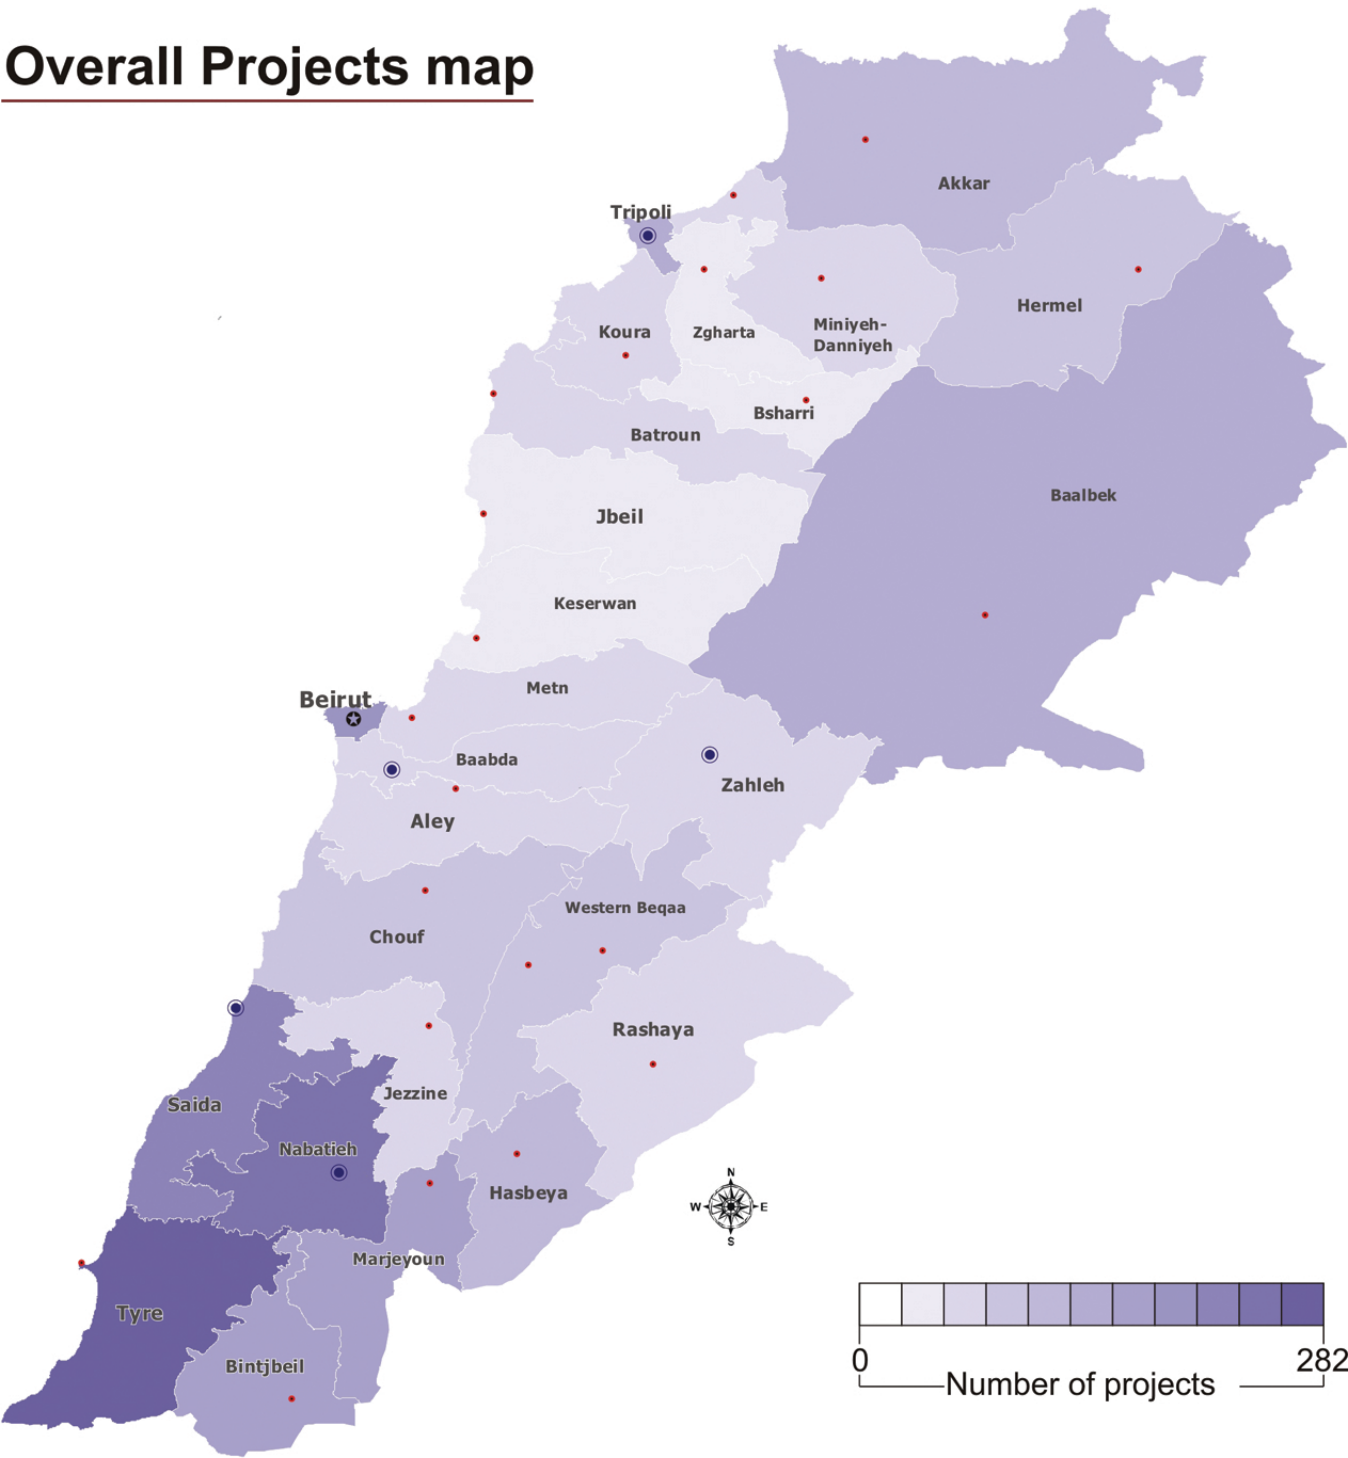 Overall Projects map
Akkar
Tripoli
Hermel
Koura
Zgharta
Miniyeh-
Danniyeh
Bsharri
Batroun
Baalbek
Jbeil
Keserwan
Metn
Beirut
Baabda
Zahleh
Aley
Western Beqaa
Chouf
Rashaya
Jezzine
Saida
Nabatieh
Hasbeya
N
W E
S
Marjeyoun
Tyre
Bintjbeil
0 282
Number of projects